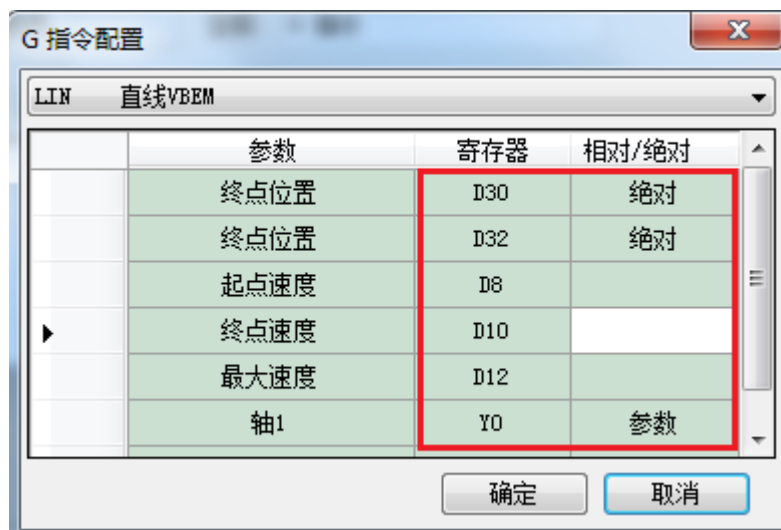 G 指令配置
LIN 直线VBEM
参数 寄存器 相对/绝对
终点位置 D30 绝对
终点位置 D32 绝对
起点速度 D8
终点速度 D10
最大速度 D12
轴1 Y0 参数
确定 取消